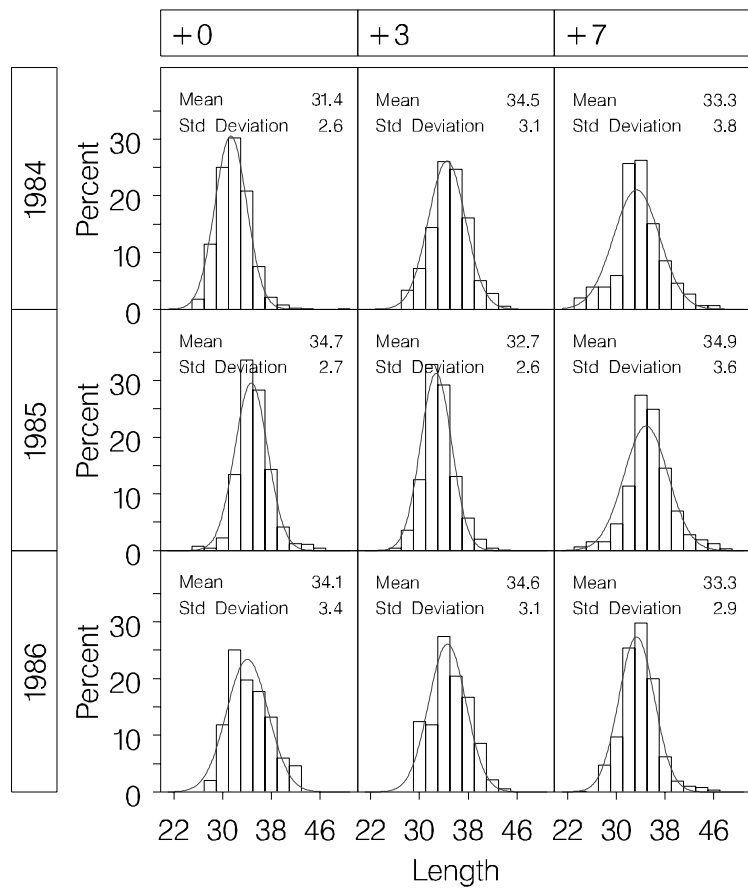 +0 +3 +7
1984
Percent
30
20
10
0
Mean 31.4
Std Deviation 2.6
Mean 34.5
Std Deviation 3.1
Mean 33.3
Std Deviation 3.8
1985
Percent
30
20
10
0
Mean 34.7
Std Deviation 2.7
Mean 32.7
Std Deviation 2.6
Mean 34.9
Std Deviation 3.6
1986
Percent
30
20
10
0
Mean 34.1
Std Deviation 3.4
Mean 34.6
Std Deviation 3.1
Mean 33.3
Std Deviation 2.9
22 30 38 46 22 30 38 46 22 30 38 46
Length